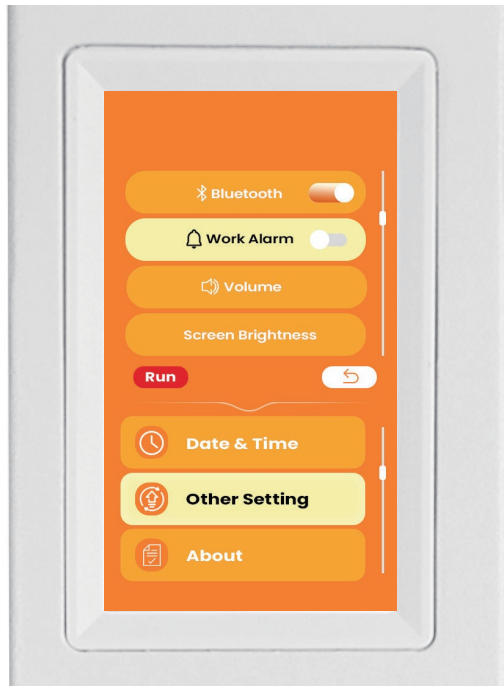 Bluetooth
Work Alarm
Volume
Screen Brightness
Run
Date & Time
Other Setting
About